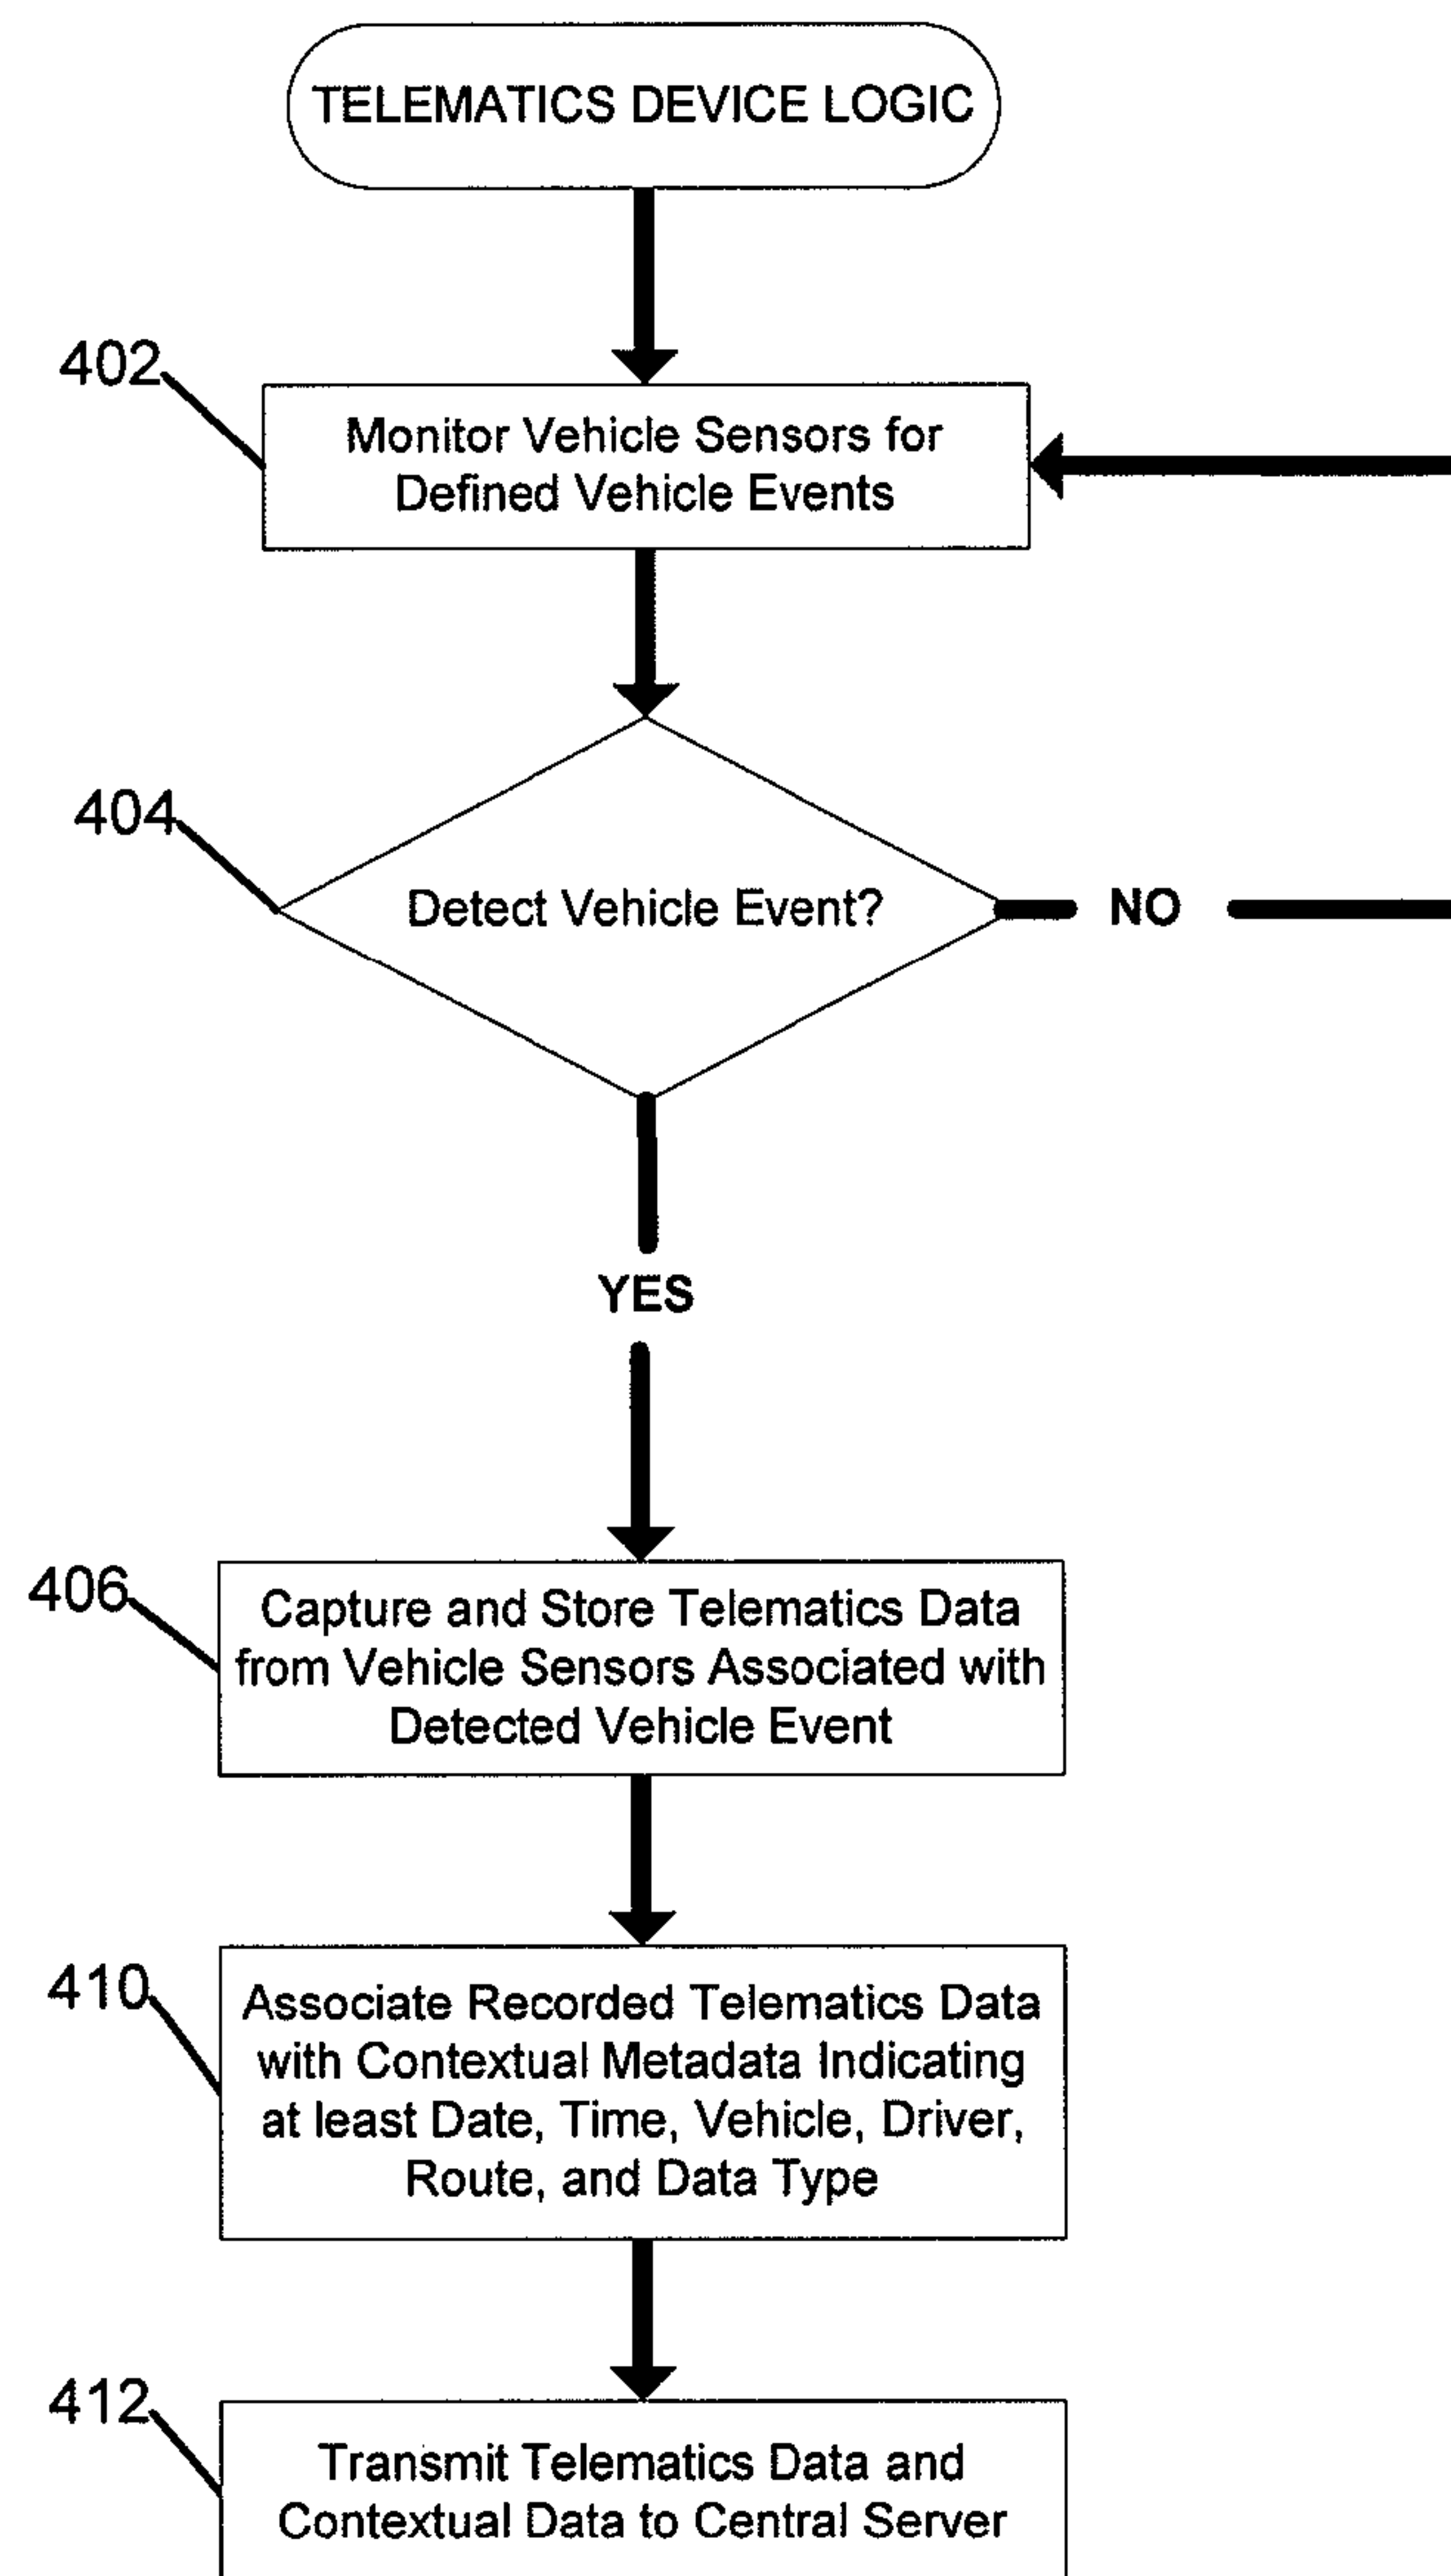 TELEMATICS DEVICE LOGIC
402
Monitor Vehicle Sensors for
Defined Vehicle Events
404
Detect Vehicle Event?
NO
YES
406
Capture and Store Telematics Data
from Vehicle Sensors Associated with
Detected Vehicle Event
410
Associate Recorded Telematics Data
with Contextual Metadata Indicating
at least Date, Time, Vehicle, Driver,
Route, and Data Type
412
Transmit Telematics Data and
Contextual Data to Central Server